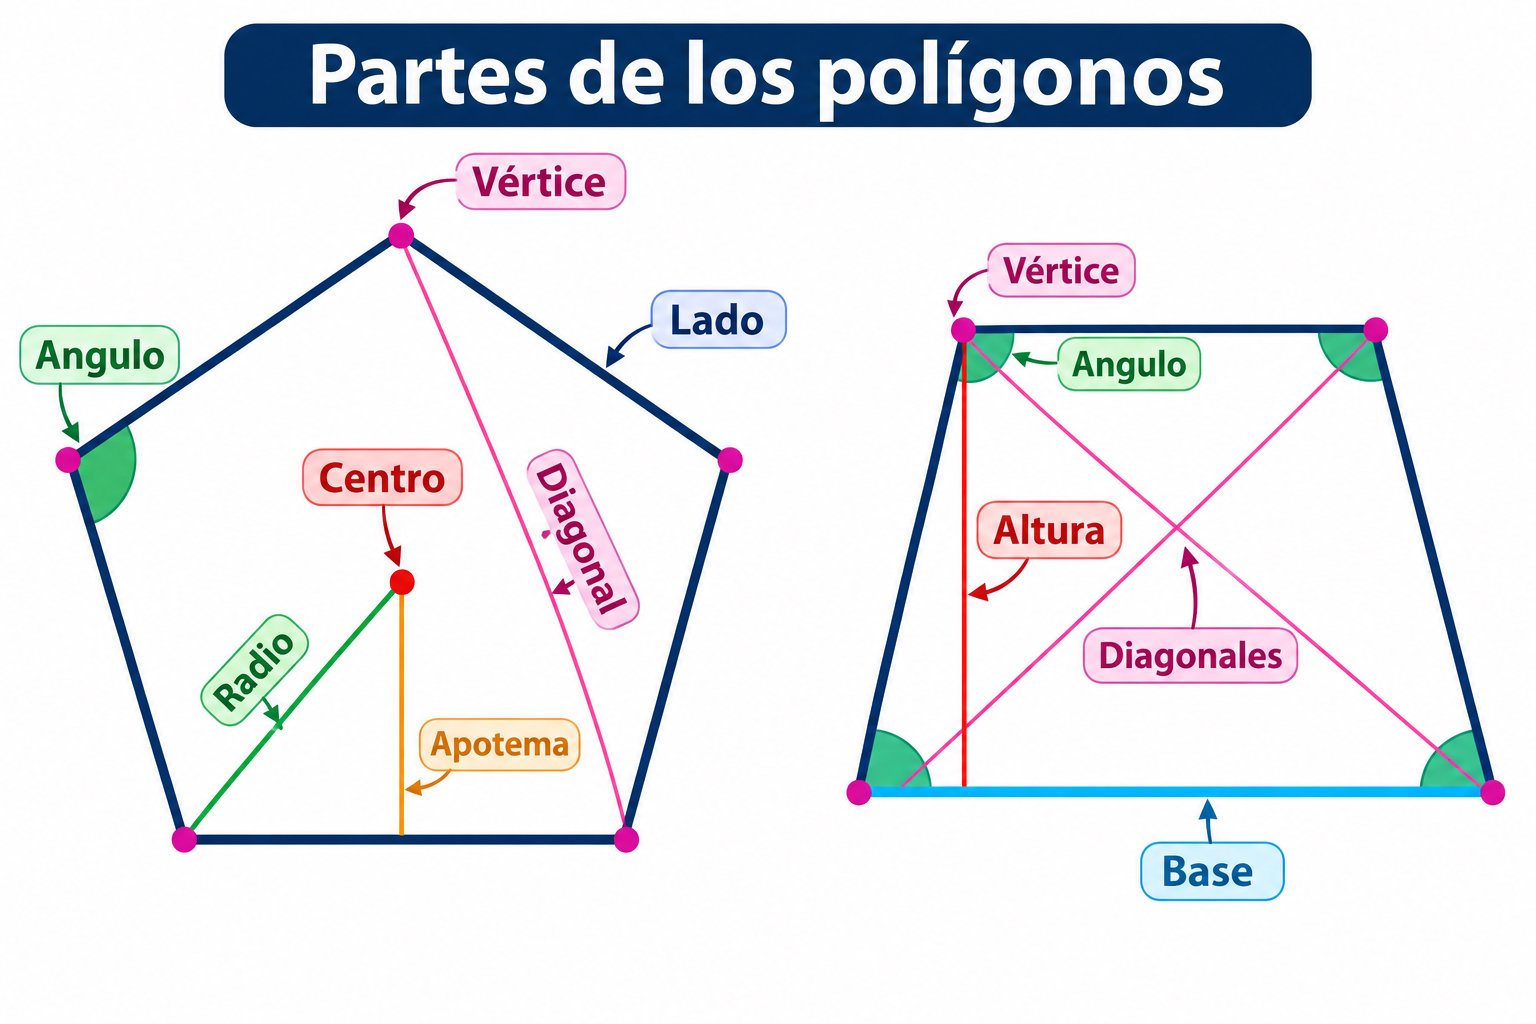 Partes de los polígonos
Vértice
Lado
Angulo
Centro
Diagonal
Radio
Apotema
Vértice
Angulo
Altura
Diagonales
Base